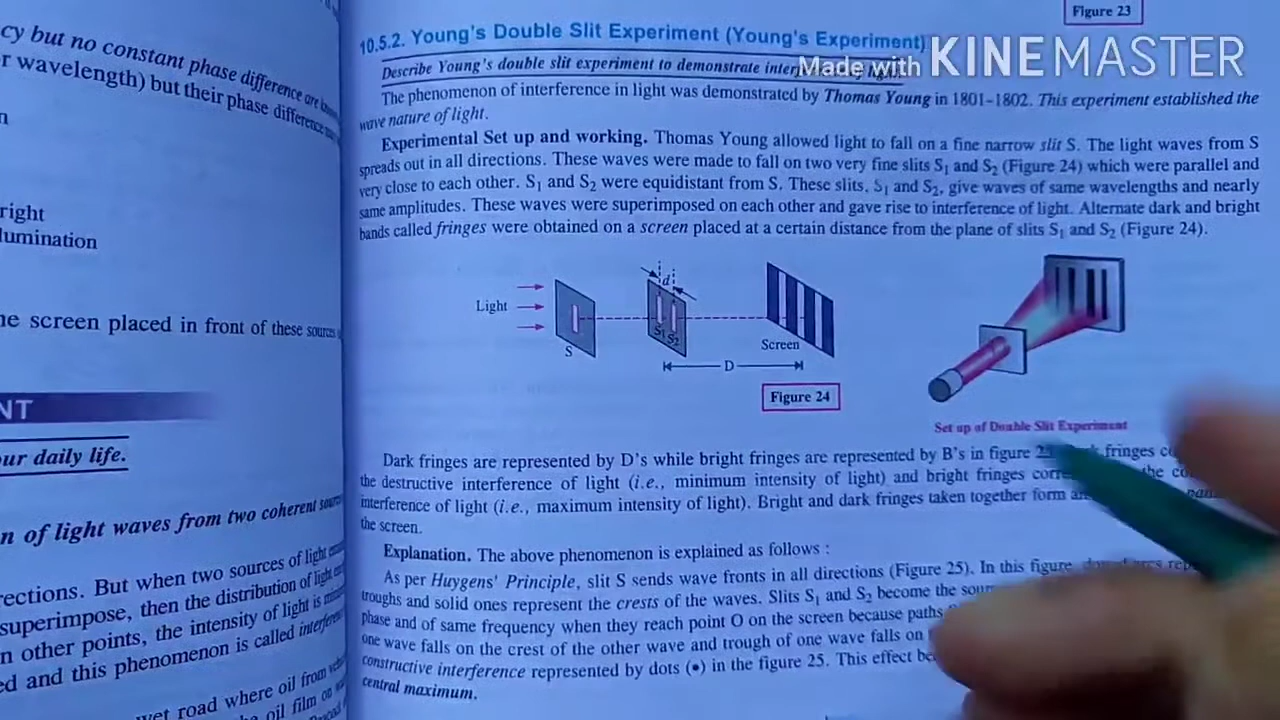 cy but no constant phase difference are
r wavelength) but their phase difference
n
right
lumination
ne screen placed in front of these sources
NT
our daily life.
n of light waves from two coherent
rections. But when two sources of light
superimpose, then the distribution of light
n other points, the intensity of light is
ed and this phenomenon is called
wet road where oil from
the oil film on
Figure 23
10.5.2. Young's Double Slit Experiment (Young's Experiment)
Made with KINEMASTER
Describe Young's double slit experiment to demonstrate
The phenomenon of interference in light was demonstrated by Thomas Young in 1801–1802. This experiment established the
wave nature of light.
Experimental Set up and working. Thomas Young allowed light to fall on a fine narrow slit S. The light waves from S
spreads out in all directions. These waves were made to fall on two very fine slits S₁ and S₂ (Figure 24) which were parallel and
very close to each other. S₁ and S₂ were equidistant from S. These slits, S₁ and S₂, give waves of same wavelengths and nearly
same amplitudes. These waves were superimposed on each other and gave rise to interference of light. Alternate dark and bright
bands called fringes were obtained on a screen placed at a certain distance from the plane of slits S₁ and S₂ (Figure 24).
d
Light
S₁ S₂
S
Screen
D
Figure 24
Set up of Double Slit Experiment
Dark fringes are represented by D's while bright fringes are represented by B's in figure fringes
the destructive interference of light (i.e., minimum intensity of light) and bright fringes the
interference of light (i.e., maximum intensity of light). Bright and dark fringes taken together form
the screen.
Explanation. The above phenomenon is explained as follows :
As per Huygens' Principle, slit S sends wave fronts in all directions (Figure 25). In this figure,
troughs and solid ones represent the crests of the waves. Slits S₁ and S₂ become the
phase and of same frequency when they reach point O on the screen because paths
one wave falls on the crest of the other wave and trough of one wave falls on
constructive interference represented by dots (•) in the figure 25. This effect
central maximum.